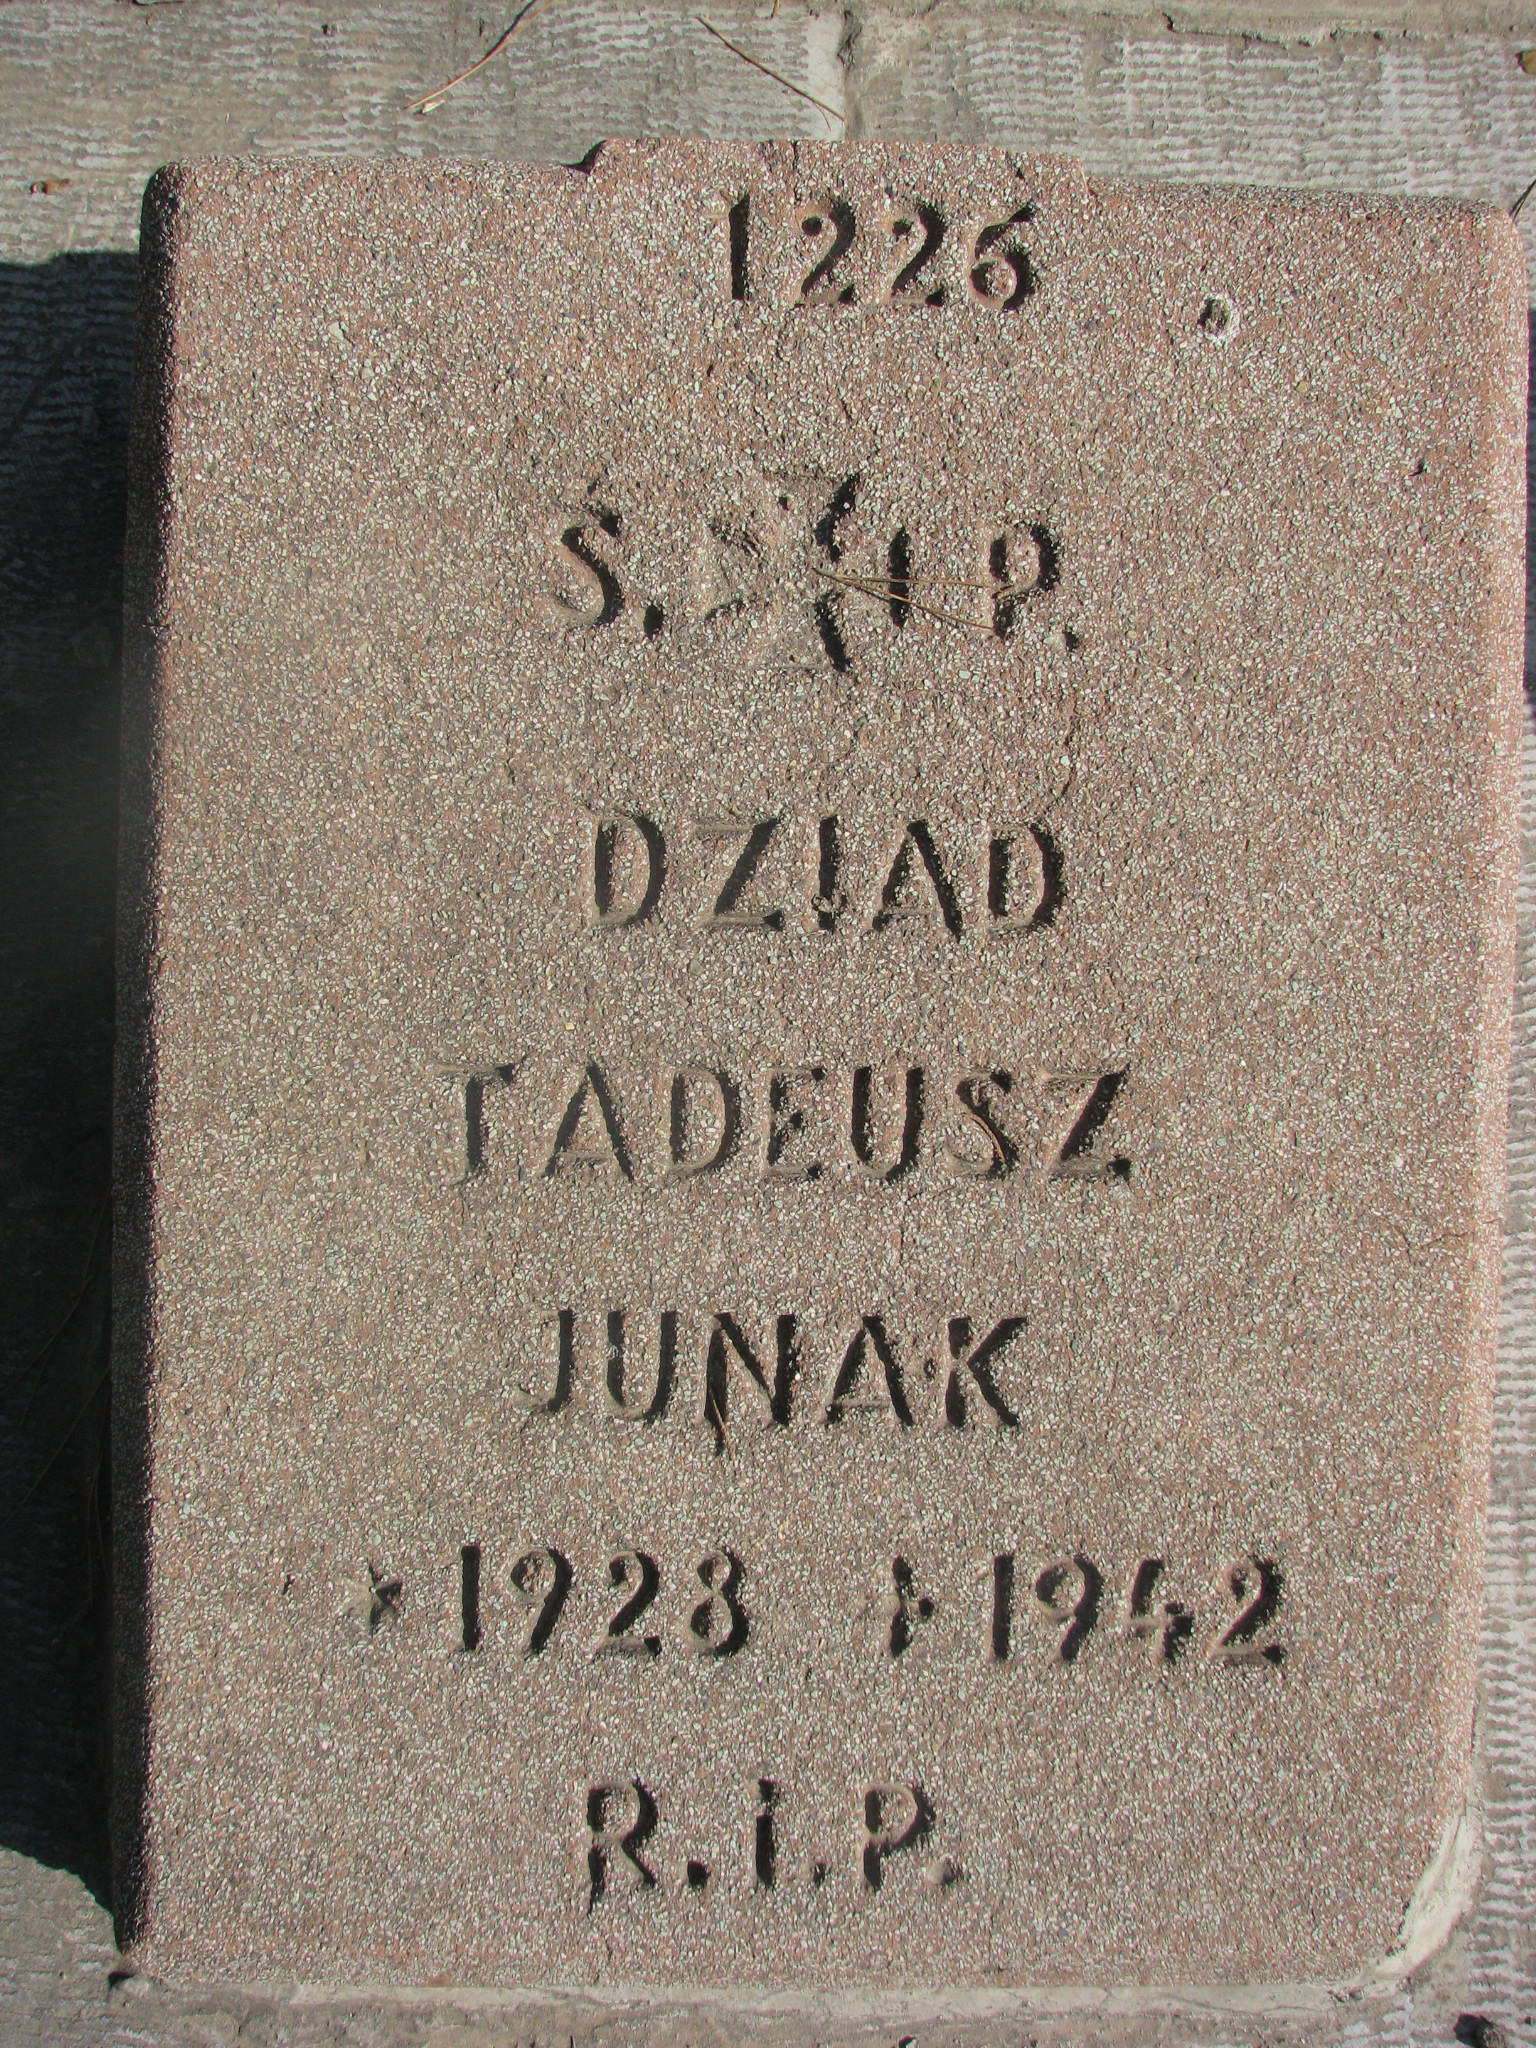 1226
Ś. ✠ P.
DZIAD
TADEUSZ
JUNAK
* 1928 + 1942
R.I.P.